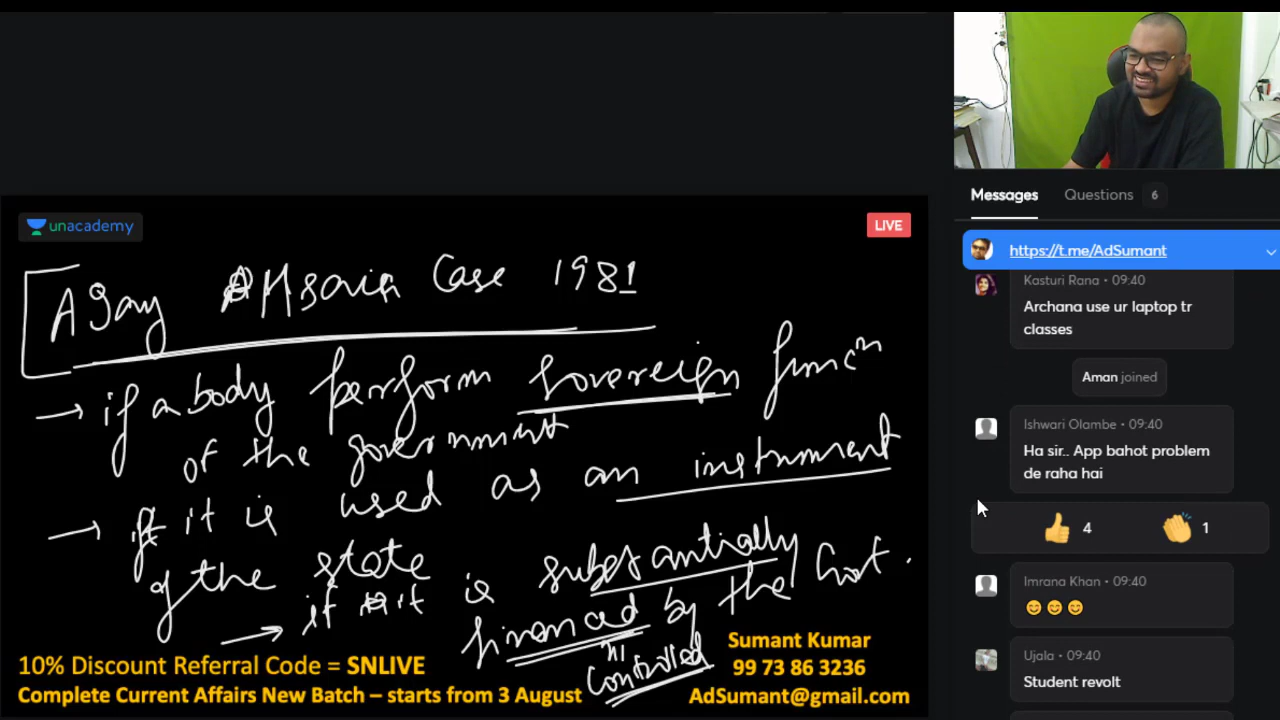 unacademy
LIVE
Ajay Hsain Case 1981
→ if a body perform sovereign funcn
of the government
→ if it is used as an instrument
of the state
→ if it is substantially
financed by the Govt.
controlled
10% Discount Referral Code = SNLIVE
Complete Current Affairs New Batch – starts from 3 August
Sumant Kumar
99 73 86 3236
AdSumant@gmail.com
Messages Questions 6
https://t.me/AdSumant
Kasturi Rana • 09:40
Archana use ur laptop tr
classes
Aman joined
Ishwari Olambe • 09:40
Ha sir.. App bahot problem
de raha hai
4 1
Imrana Khan • 09:40
Ujala • 09:40
Student revolt